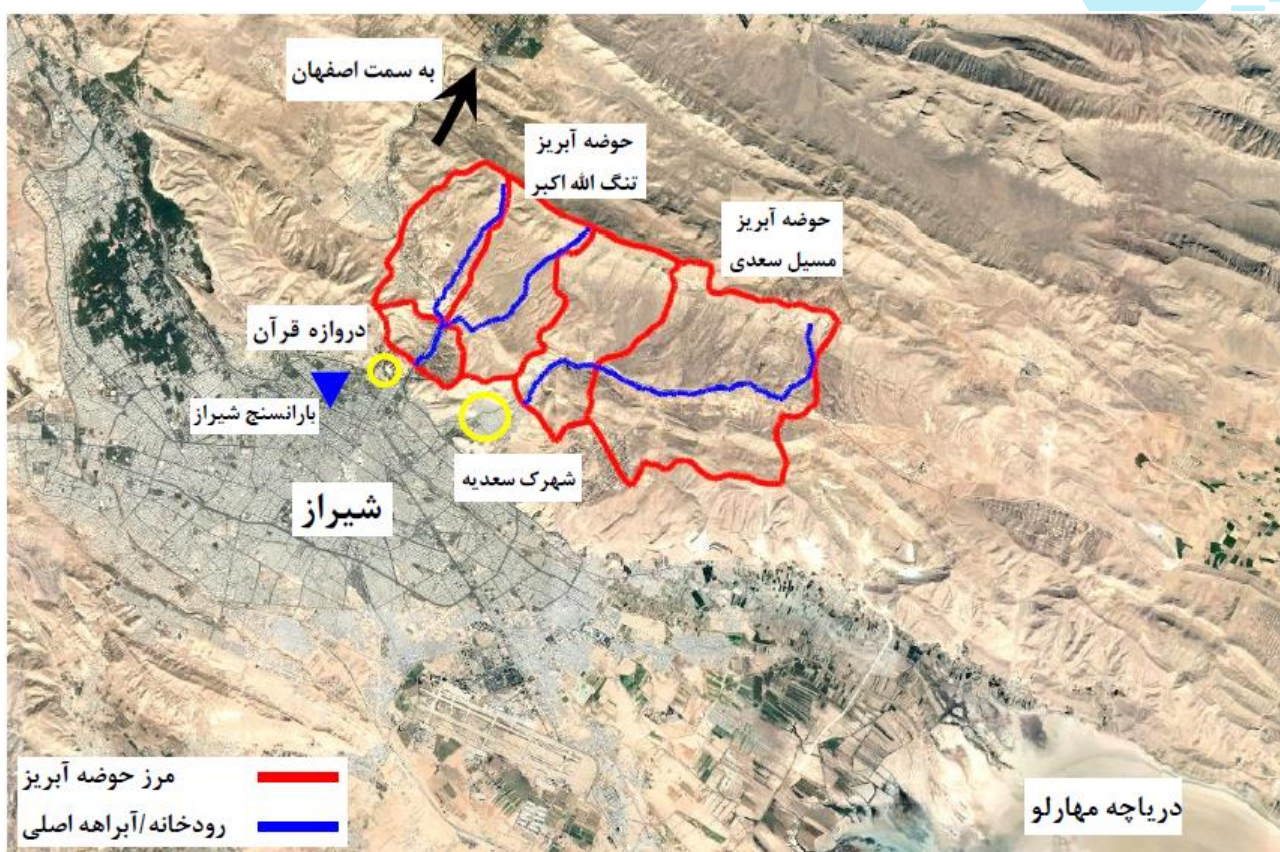 به سمت اصفهان
حوضه آبریز
تنگ الله اکبر
حوضه آبریز
مسیل سعدی
دروازه قرآن
بارانسنج شیراز
شهرک سعدیه
شیراز
مرز حوضه آبریز
رودخانه/آبراهه اصلی
دریاچه مهارلو